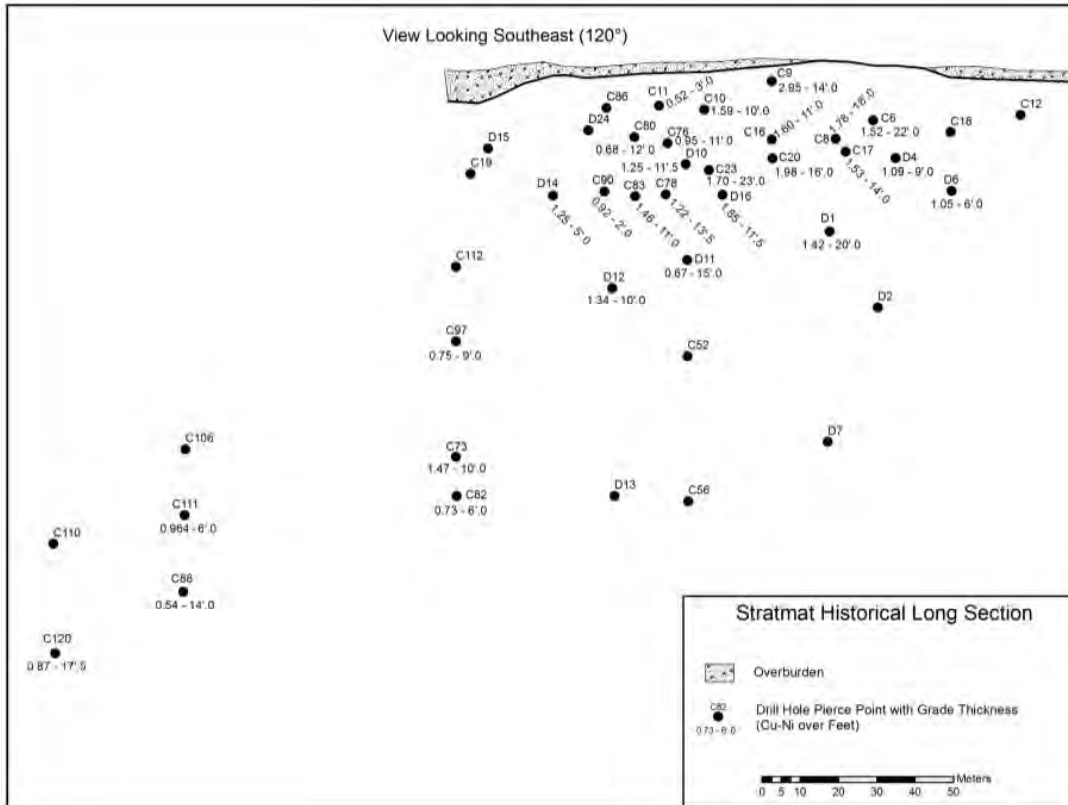 View Looking Southeast (120°)
C9
2.95 - 14'.0
C11
0.52 - 3'.0
C10
1.59 - 10'.0
C86
C12
C6
1.52 - 22'.0
C18
D24
C80
0.68 - 12'.0
C76
0.95 - 11'.0
C16
1.60 - 11'.0
C8
1.78 - 18'.0
C17
1.53 - 14'.0
D15
D10
1.25 - 11'.5
C20
1.98 - 16'.0
D4
1.09 - 9'.0
C19
C23
1.70 - 23'.0
D14
1.25 - 5'.0
C90
0.92 - 2'.0
C83
1.46 - 11'.0
C78
1.22 - 13'.5
D16
1.85 - 11'.5
D6
1.05 - 6'.0
D1
1.42 - 20'.0
C112
D11
0.67 - 15'.0
D12
1.34 - 10'.0
D2
C97
0.75 - 9'.0
C52
C106
C73
1.47 - 10'.0
D7
C82
0.73 - 6'.0
D13
C56
C111
0.964 - 6'.0
C110
C88
0.54 - 14'.0
C120
0.87 - 17'.5
Stratmat Historical Long Section
Overburden
C82
0.73 - 6'.0
Drill Hole Pierce Point with Grade Thickness
(Cu-Ni over Feet)
Meters
0 5 10 20 30 40 50